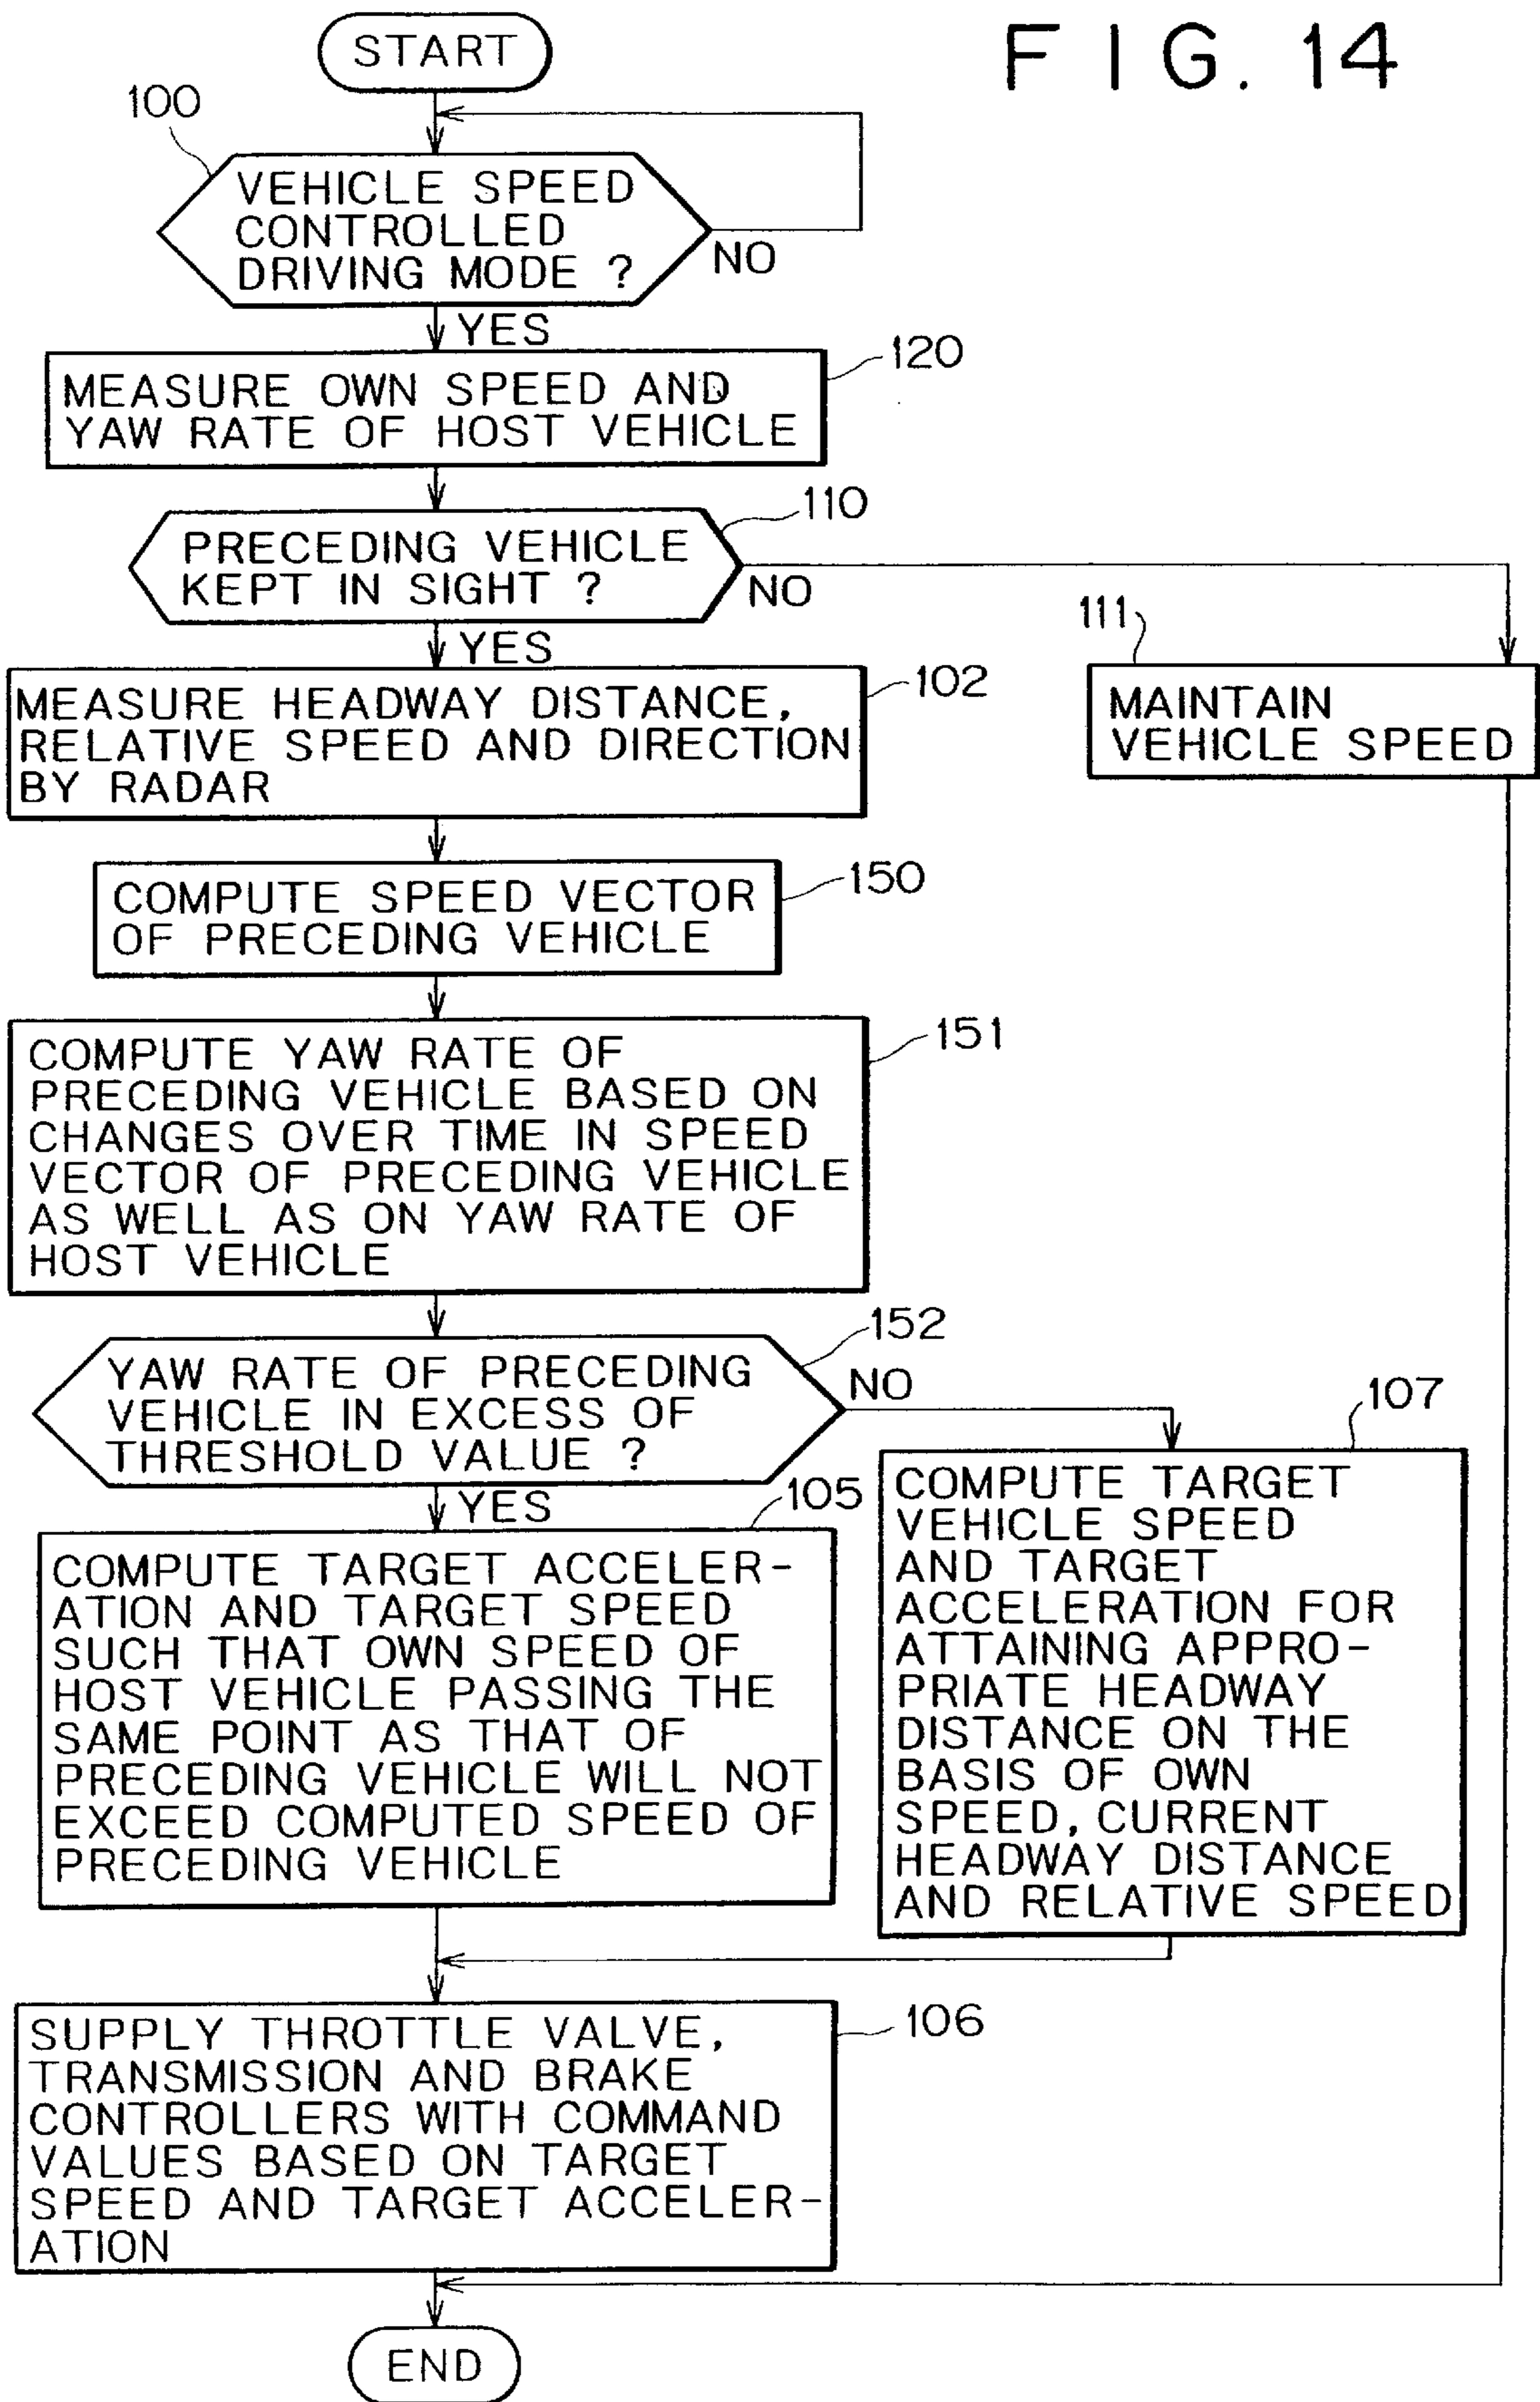 FIG. 14
START
100
VEHICLE SPEED
CONTROLLED
DRIVING MODE ?
NO
YES
120
MEASURE OWN SPEED AND
YAW RATE OF HOST VEHICLE
110
PRECEDING VEHICLE
KEPT IN SIGHT ?
NO
YES
111
MAINTAIN
VEHICLE SPEED
102
MEASURE HEADWAY DISTANCE,
RELATIVE SPEED AND DIRECTION
BY RADAR
150
COMPUTE SPEED VECTOR
OF PRECEDING VEHICLE
151
COMPUTE YAW RATE OF
PRECEDING VEHICLE BASED ON
CHANGES OVER TIME IN SPEED
VECTOR OF PRECEDING VEHICLE
AS WELL AS ON YAW RATE OF
HOST VEHICLE
152
YAW RATE OF PRECEDING
VEHICLE IN EXCESS OF
THRESHOLD VALUE ?
NO
YES
105
COMPUTE TARGET ACCELER-
ATION AND TARGET SPEED
SUCH THAT OWN SPEED OF
HOST VEHICLE PASSING THE
SAME POINT AS THAT OF
PRECEDING VEHICLE WILL NOT
EXCEED COMPUTED SPEED OF
PRECEDING VEHICLE
107
COMPUTE TARGET
VEHICLE SPEED
AND TARGET
ACCELERATION FOR
ATTAINING APPRO-
PRIATE HEADWAY
DISTANCE ON THE
BASIS OF OWN
SPEED, CURRENT
HEADWAY DISTANCE
AND RELATIVE SPEED
106
SUPPLY THROTTLE VALVE,
TRANSMISSION AND BRAKE
CONTROLLERS WITH COMMAND
VALUES BASED ON TARGET
SPEED AND TARGET ACCELER-
ATION
END